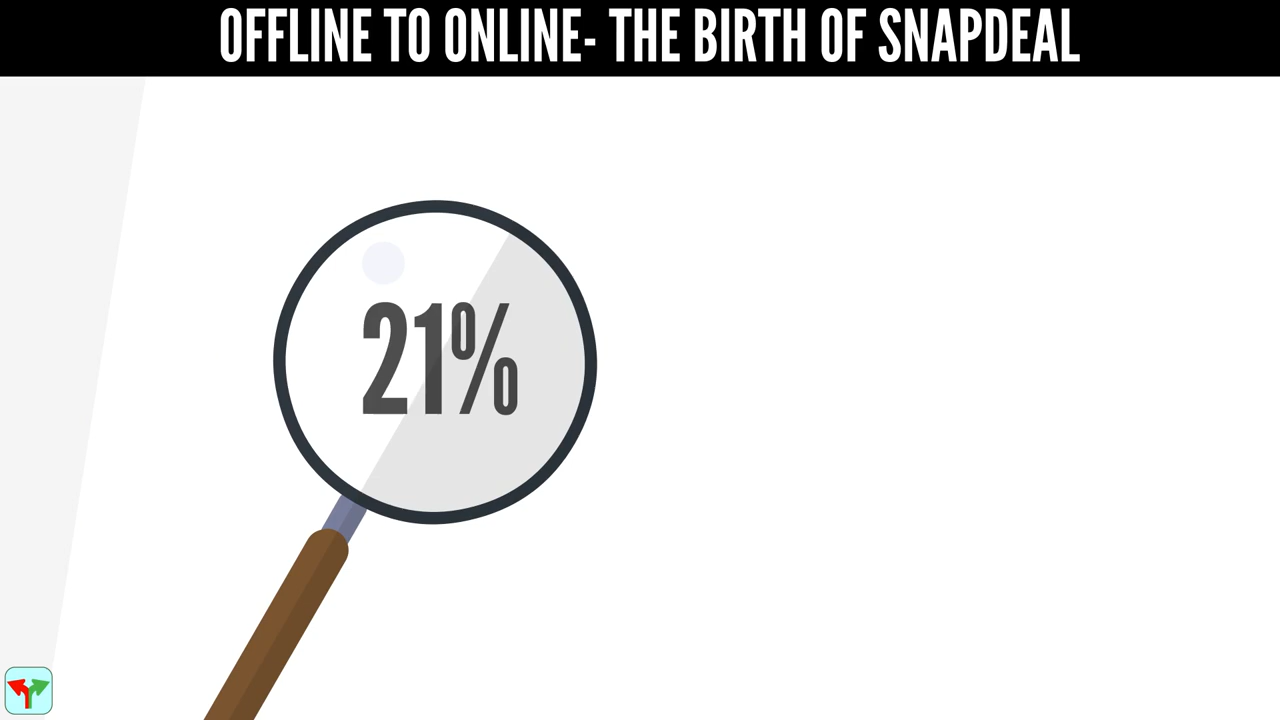 OFFLINE TO ONLINE- THE BIRTH OF SNAPDEAL
21%